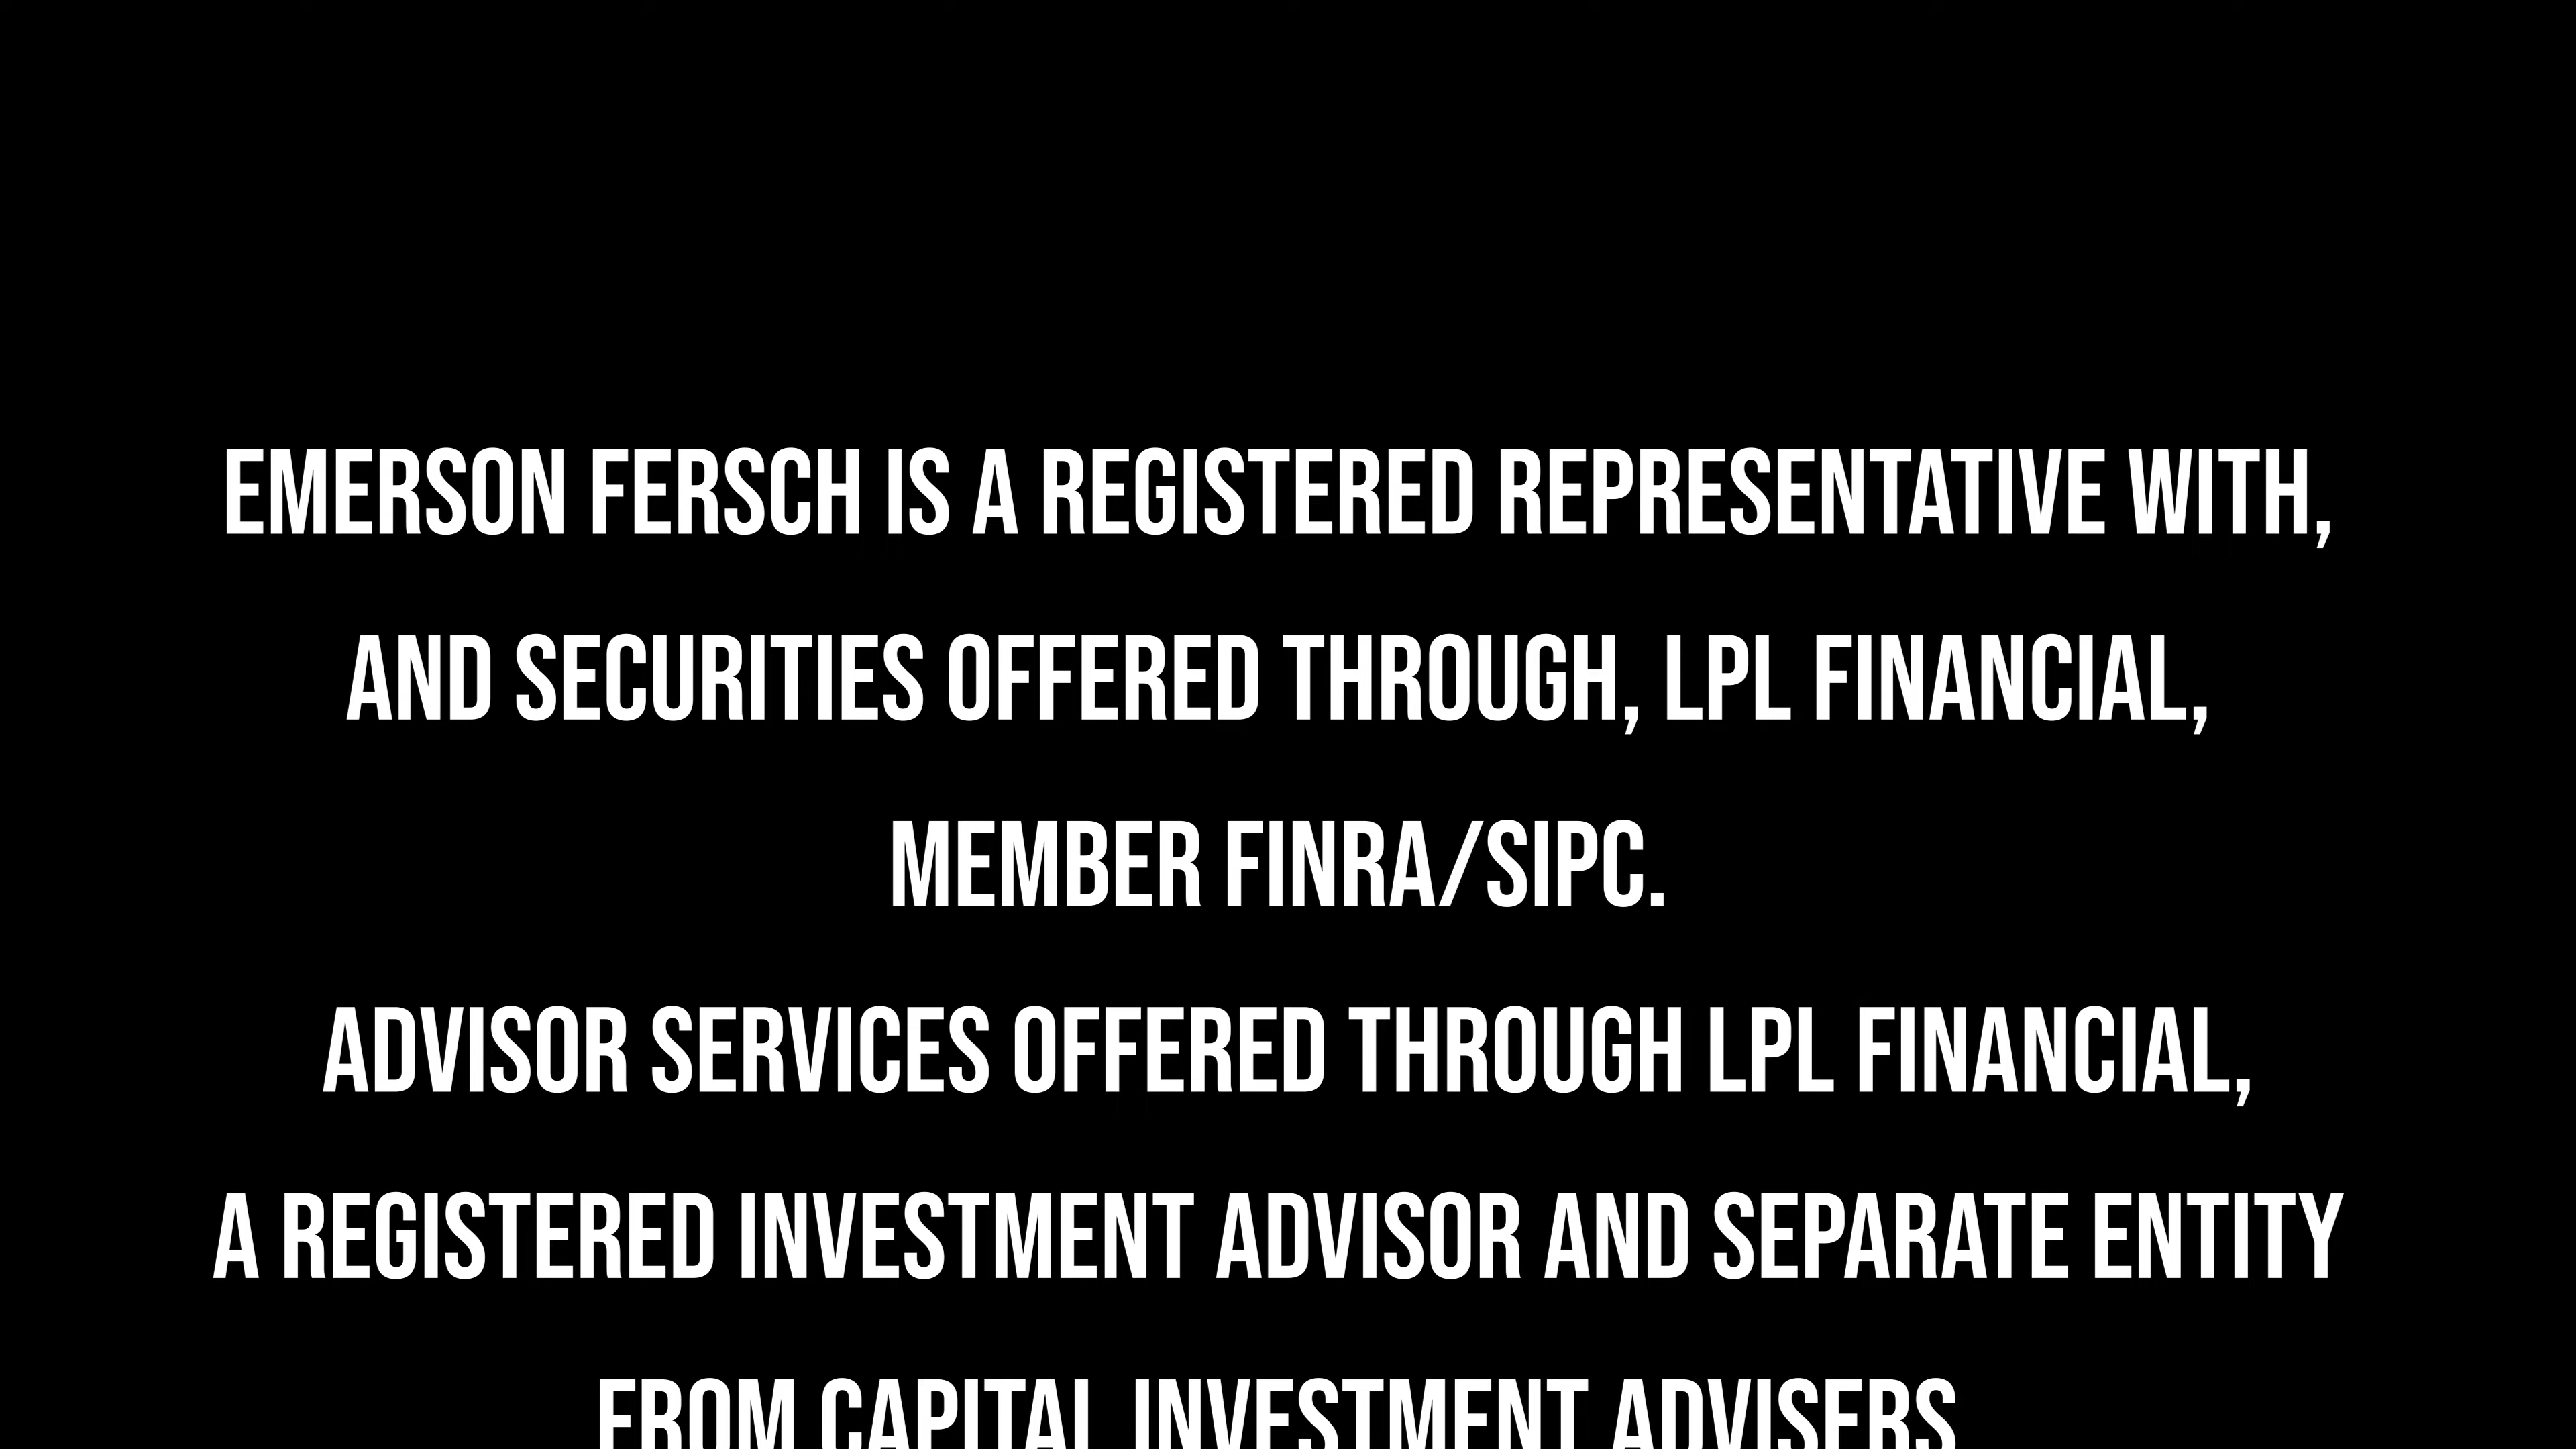 EMERSON FERSCH IS A REGISTERED REPRESENTATIVE WITH,
AND SECURITIES OFFERED THROUGH, LPL FINANCIAL,
MEMBER FINRA/SIPC.
ADVISOR SERVICES OFFERED THROUGH LPL FINANCIAL,
A REGISTERED INVESTMENT ADVISOR AND SEPARATE ENTITY
FROM CAPITAL INVESTMENT ADVISERS